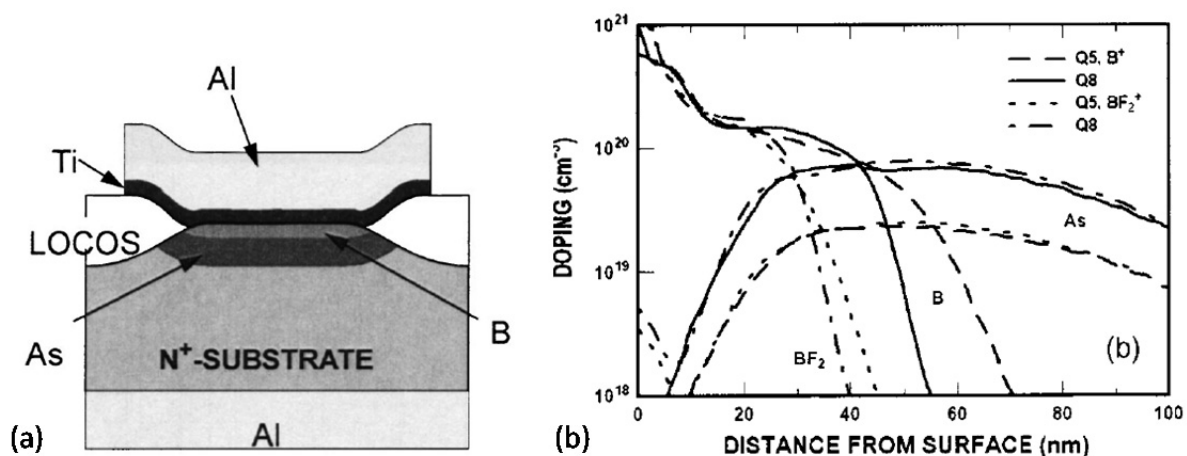 Al
Ti
LOCOS
As
B
N⁺-SUBSTRATE
Al
(a)
10²¹
10²⁰
10¹⁹
10¹⁸
DOPING (cm⁻³)
Q5, B⁺
Q8
Q5, BF₂⁺
Q8
As
B
BF₂
(b)
0
20
40
60
80
100
DISTANCE FROM SURFACE (nm)
(b)